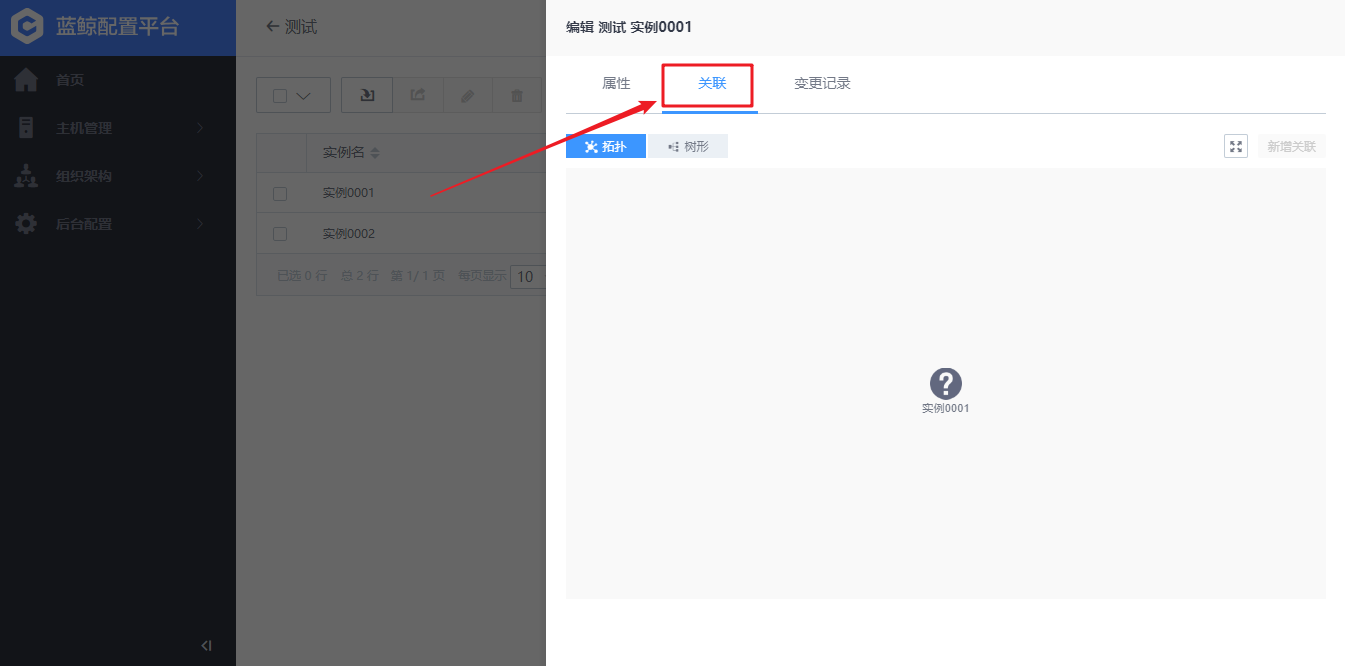 蓝鲸配置平台
首页
主机管理
组织架构
后台配置
测试
实例名
实例0001
实例0002
已选 0 行 总 2 行 第 1/ 1 页 每页显示 10
编辑 测试 实例0001
属性 关联 变更记录
拓扑 树形 新增关联
实例0001